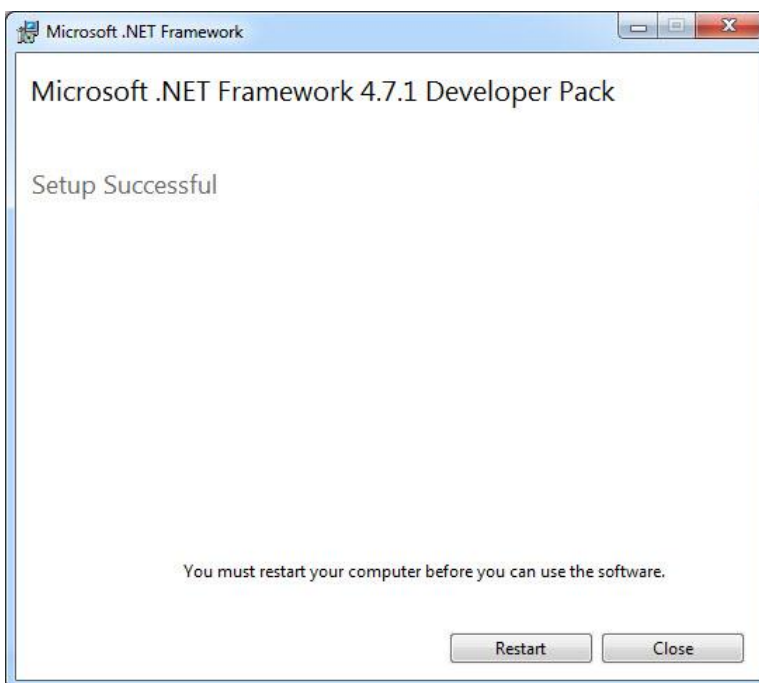 Microsoft .NET Framework
Microsoft .NET Framework 4.7.1 Developer Pack
Setup Successful
You must restart your computer before you can use the software.
Restart
Close